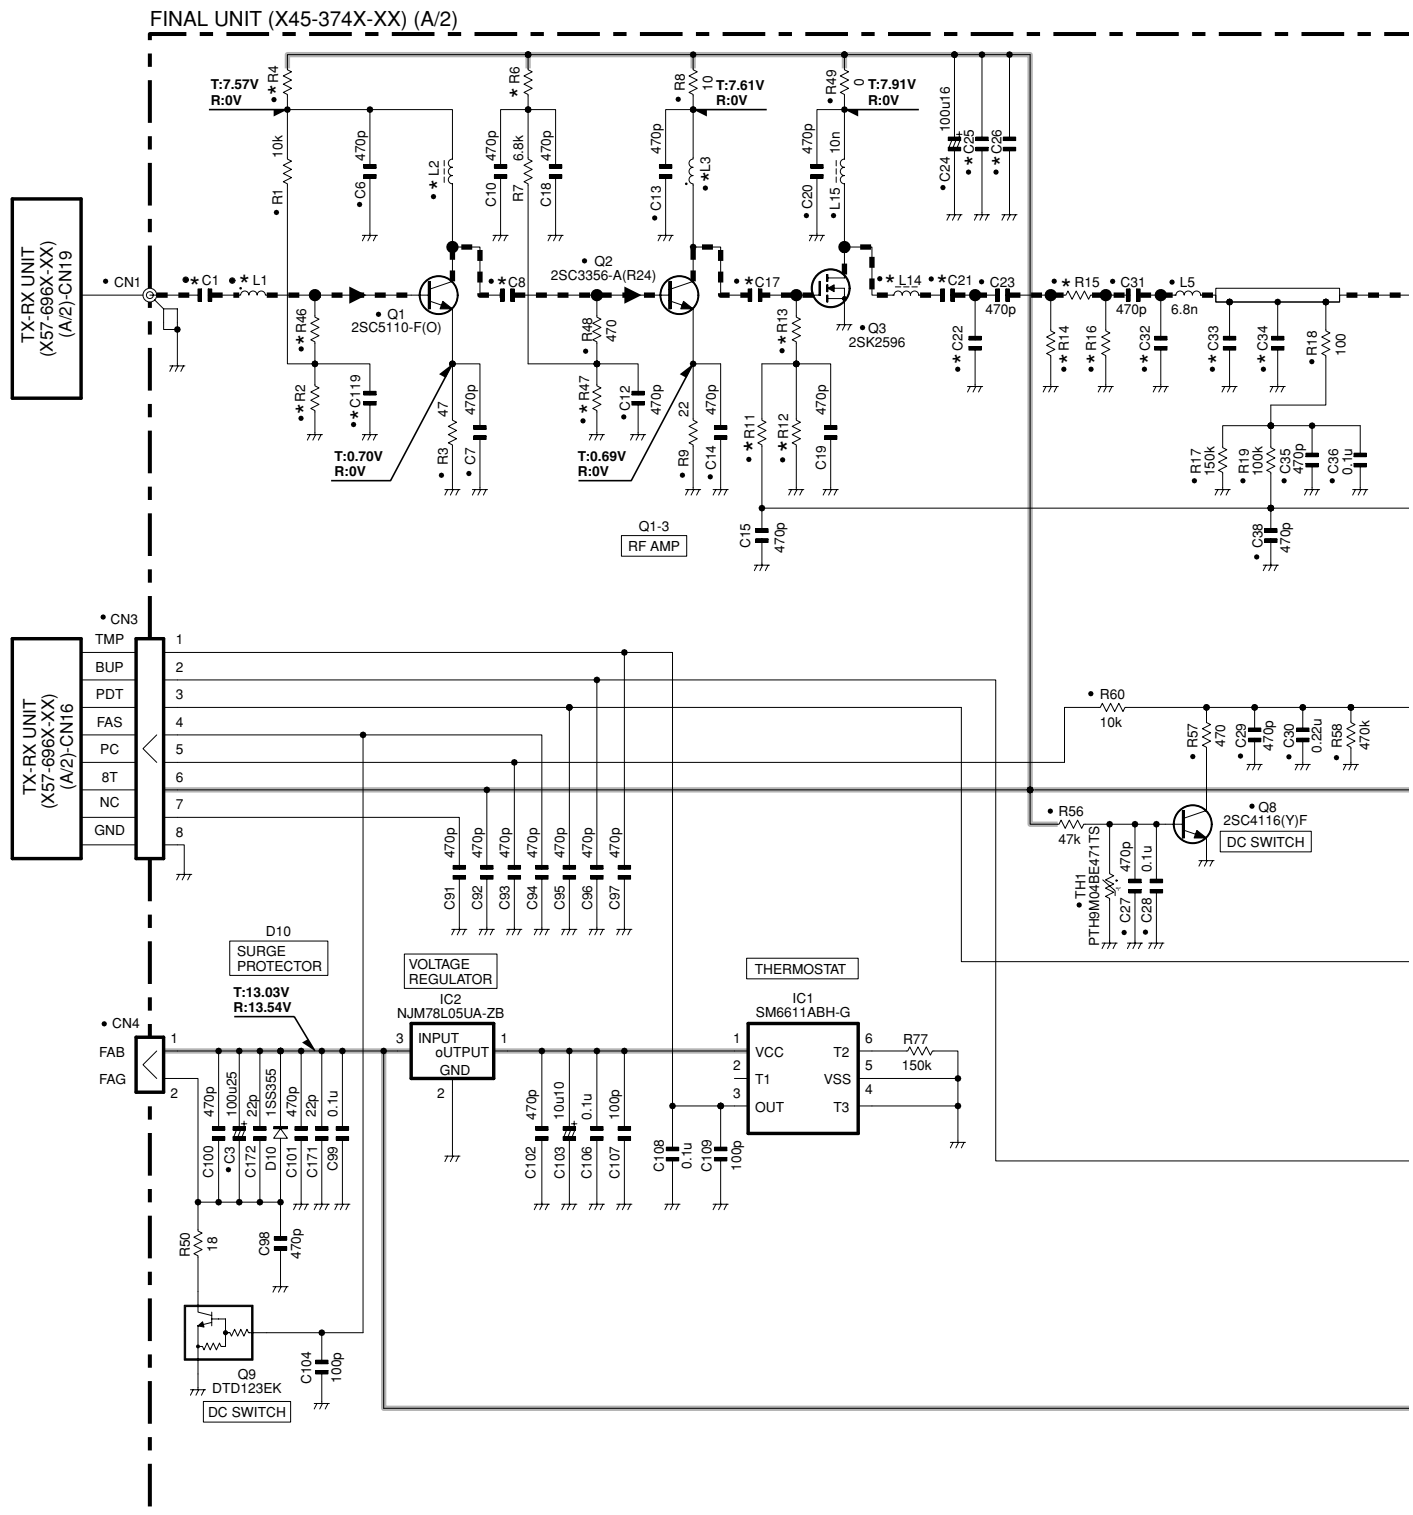 FINAL UNIT (X45-374X-XX) (A/2)
T:7.57V
R:0V
• * R4
10k
• * R1
470p
• C6
• * L2
* R6
470p
C10
6.8k
R7
470p
C18
• R8
10
T:7.61V
R:0V
470p
• C13
• * L3
• R49
0
T:7.91V
R:0V
470p
• C20
10n
• L15
100u16
• C24
• * C25
• * C26
TX-RX UNIT
(X57-696X-XX)
(A/2)-CN19
• CN1
• * C1
• * L1
• * R46
• Q1
2SC5110-F(O)
• * C8
• Q2
2SC3356-A(R24)
• R48
470
• * C17
• * R13
• Q3
2SK2596
• * L14
• * C21
• C23
470p
• * C22
• * R15
• * R14
• * R16
• C31
470p
• * C32
• L5
6.8n
• * C33
• * C34
• R18
100
• * R2
• * C119
T:0.70V
R:0V
47
• R3
470p
• C7
• * R47
• C12
470p
T:0.69V
R:0V
22
• R9
470p
• C14
• * R11
• * R12
470p
C19
• R17
150k
• R19
100k
• C35
470p
• C36
0.1u
Q1-3
RF AMP
C15
470p
• C38
470p
• CN3
TX-RX UNIT
(X57-696X-XX)
(A/2)-CN16
TMP 1
BUP 2
PDT 3
FAS 4
PC 5
8T 6
NC 7
GND 8
• R60
10k
• R57
470
• C29
470p
• C30
0.22u
• R58
470k
• R56
47k
• Q8
2SC4116(Y)F
DC SWITCH
• TH1
PTH9M04BE471TS
470p
• C27
0.1u
• C28
470p
C91
470p
C92
470p
C93
470p
C94
470p
C95
470p
C96
470p
C97
D10
SURGE
PROTECTOR
T:13.03V
R:13.54V
VOLTAGE
REGULATOR
IC2
NJM78L05UA-ZB
3 INPUT
OUTPUT 1
GND
2
THERMOSTAT
IC1
SM6611ABH-G
1 VCC
2 T1
3 OUT
T2 6
VSS 5
T3 4
R77
150k
• CN4
FAB 1
FAG 2
470p
C100
100u25
• C3
22p
C172
1SS355
D10
470p
C101
22p
C171
0.1u
C99
470p
C102
10u10
C103
0.1u
C106
100p
C107
C108
0.1u
C109
100p
R50
18
C98
470p
Q9
DTD123EK
DC SWITCH
C104
100p